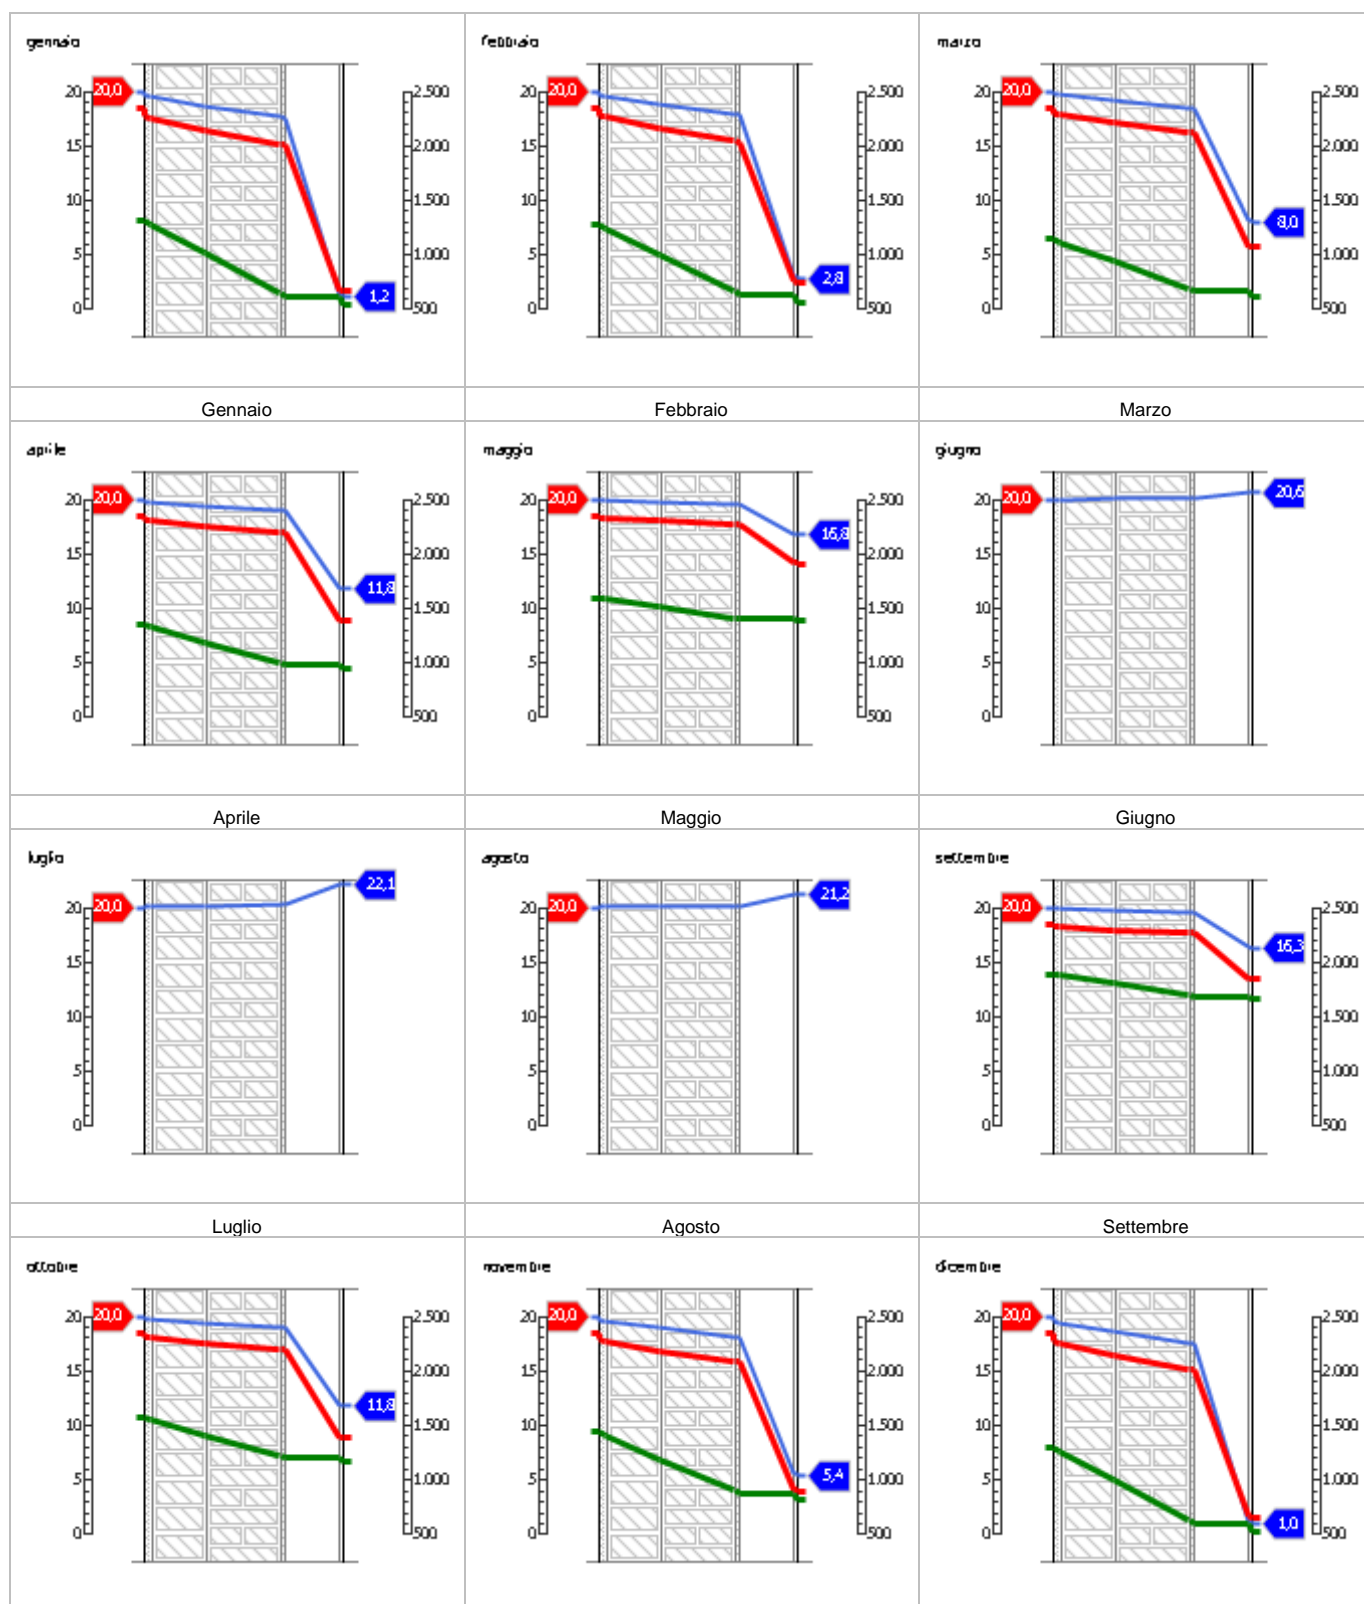 gennaio
febbraio
marzo
20 20,0 2.500
15 2.000
10 1.500
5 1.000
0 1,2 500
20 20,0 2.500
15 2.000
10 1.500
5 1.000
0 2,8 500
20 20,0 2.500
15 2.000
10 8,0 1.500
5 1.000
0 500
Gennaio
Febbraio
Marzo
aprile
maggio
giugno
20 20,0 2.500
15 2.000
10 11,8 1.500
5 1.000
0 500
20 20,0 2.500
15 16,8 2.000
10 1.500
5 1.000
0 500
20 20,0 20,6
15
10
5
0
Aprile
Maggio
Giugno
luglio
agosto
settembre
20 20,0 22,1
15
10
5
0
20 20,0 21,2
15
10
5
0
20 20,0 2.500
15 16,3 2.000
10 1.500
5 1.000
0 500
Luglio
Agosto
Settembre
ottobre
novembre
dicembre
20 20,0 2.500
15 2.000
10 11,8 1.500
5 1.000
0 500
20 20,0 2.500
15 2.000
10 1.500
5 5,4 1.000
0 500
20 20,0 2.500
15 2.000
10 1.500
5 1.000
0 1,0 500